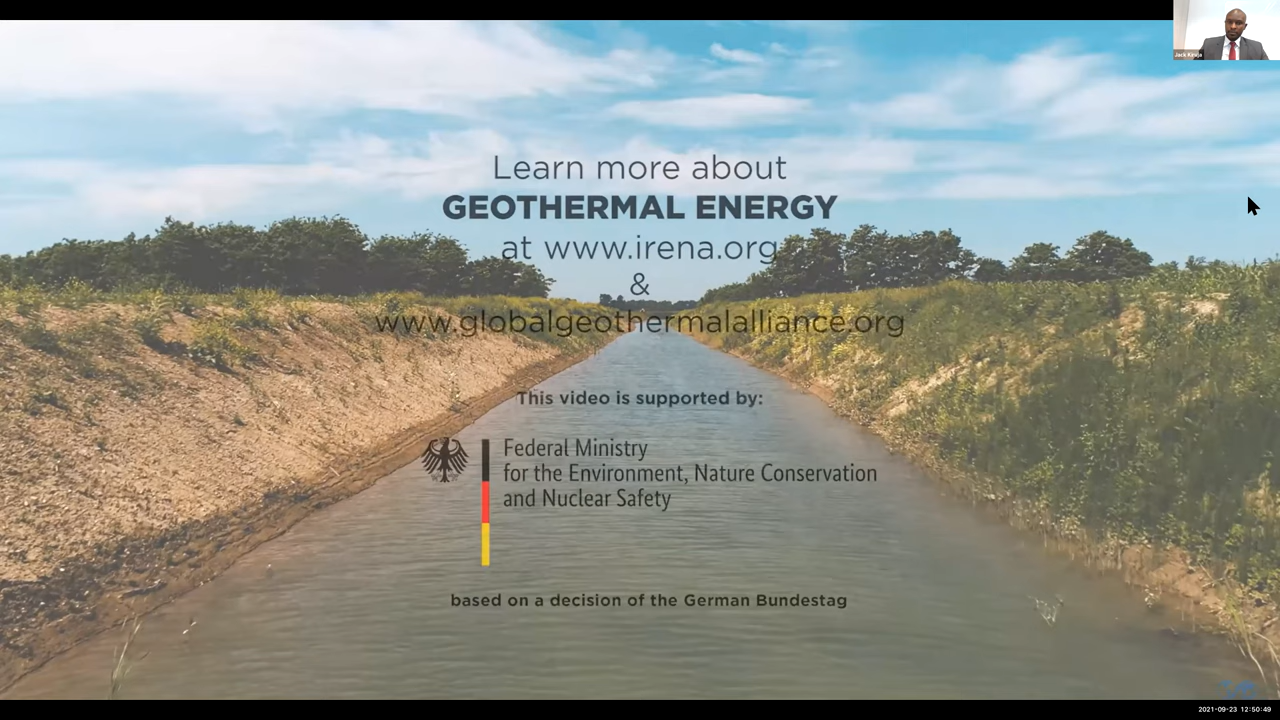 Jack Kiruja
Learn more about
GEOTHERMAL ENERGY
at www.irena.org
&
www.globalgeothermalalliance.org
This video is supported by:
Federal Ministry
for the Environment, Nature Conservation
and Nuclear Safety
based on a decision of the German Bundestag
2021-09-23 12:50:49